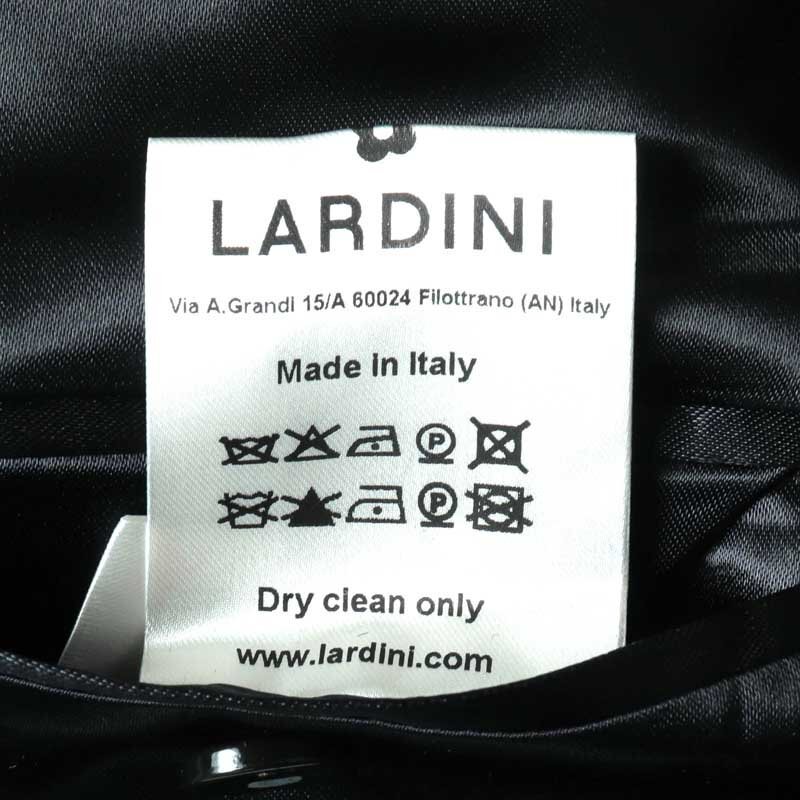 LARDINI
Via A.Grandi 15/A 60024 Filottrano (AN) Italy
Made in Italy
P
P
Dry clean only
www.lardini.com